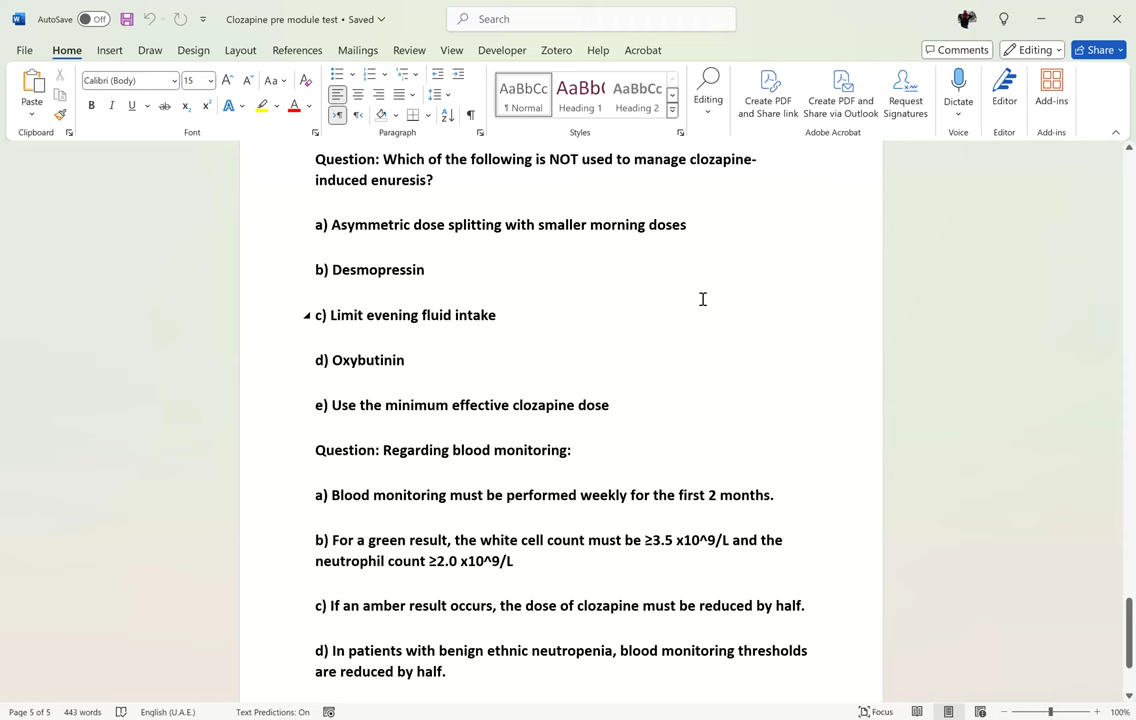 AutoSave Off Clozapine pre module test • Saved Search
File Home Insert Draw Design Layout References Mailings Review View Developer Zotero Help Acrobat Comments Editing Share
Paste Calibri (Body) 15 A^ A Aa A
B I U ab x₂ x² A A
AaBbCc AaBb( AaBbCc
¶ Normal Heading 1 Heading 2
Editing
Create PDF and Share link
Create PDF and Share via Outlook
Request Signatures
Dictate
Editor
Add-ins
Clipboard Font Paragraph Styles Adobe Acrobat Voice Editor Add-ins
Question: Which of the following is NOT used to manage clozapine-
induced enuresis?
a) Asymmetric dose splitting with smaller morning doses
b) Desmopressin
c) Limit evening fluid intake
d) Oxybutinin
e) Use the minimum effective clozapine dose
Question: Regarding blood monitoring:
a) Blood monitoring must be performed weekly for the first 2 months.
b) For a green result, the white cell count must be ≥3.5 x10^9/L and the
neutrophil count ≥2.0 x10^9/L
c) If an amber result occurs, the dose of clozapine must be reduced by half.
d) In patients with benign ethnic neutropenia, blood monitoring thresholds
are reduced by half.
Page 5 of 5 443 words English (U.A.E.) Text Predictions: On Focus 100%